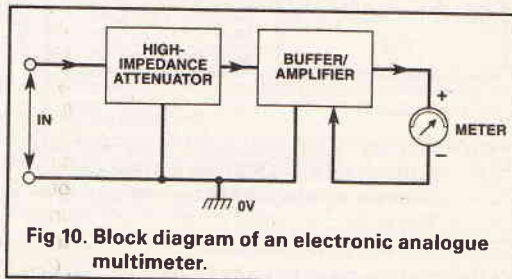 HIGH-
IMPEDANCE
ATTENUATOR
BUFFER/
AMPLIFIER
+
IN
METER
–
0V
Fig 10. Block diagram of an electronic analogue
multimeter.